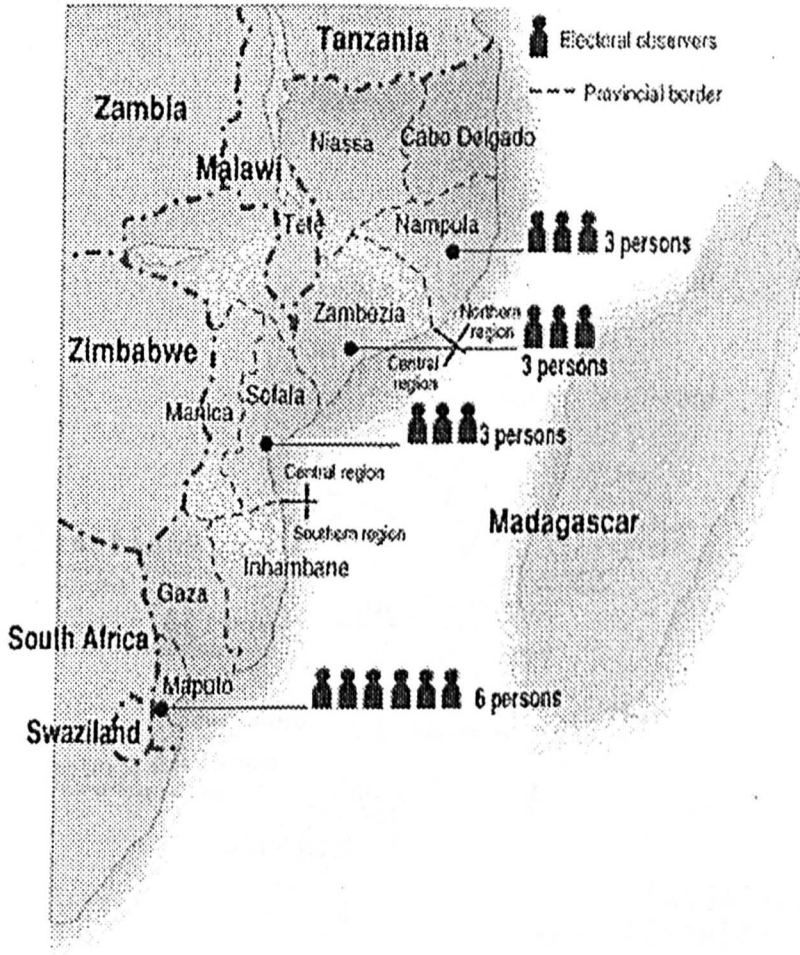 Tanzania
Electoral observers
Provincial border
Zambia
Niassa
Cabo Delgado
Malawi
Tete
Nampula
3 persons
Zambezia
Northern
region
Zimbabwe
Central
region
3 persons
Manica
Sofala
3 persons
Central region
Southern region
Madagascar
Inhambane
Gaza
South Africa
Maputo
6 persons
Swaziland